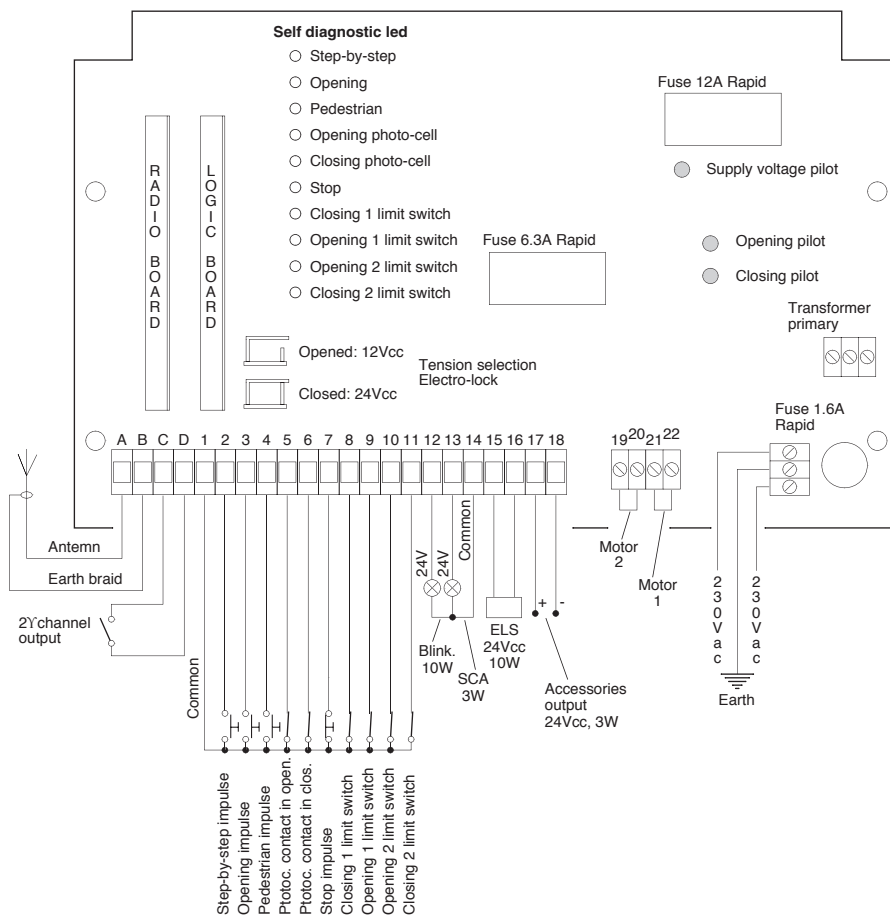 Self diagnostic led
Step-by-step
Opening
Pedestrian
Opening photo-cell
Closing photo-cell
Stop
Closing 1 limit switch
Opening 1 limit switch
Opening 2 limit switch
Closing 2 limit switch
Fuse 12A Rapid
Supply voltage pilot
Fuse 6.3A Rapid
Opening pilot
Closing pilot
RADIO BOARD
LOGIC BOARD
Transformer
primary
Opened: 12Vcc
Closed: 24Vcc
Tension selection
Electro-lock
Fuse 1.6A
Rapid
A B C D 1 2 3 4 5 6 7 8 9 10 11 12 13 14 15 16 17 18
19 20 21 22
Antemn
Earth braid
2ϒchannel
output
Common
24V
24V
Common
Blink.
10W
SCA
3W
ELS
24Vcc
10W
+ -
Accessories
output
24Vcc, 3W
Motor
2
Motor
1
230Vac
230Vac
Earth
Step-by-step impulse
Opening impulse
Pedestrian impulse
Ptotoc. contact in open.
Ptotoc. contact in clos.
Stop impulse
Closing 1 limit switch
Opening 1 limit switch
Opening 2 limit switch
Closing 2 limit switch